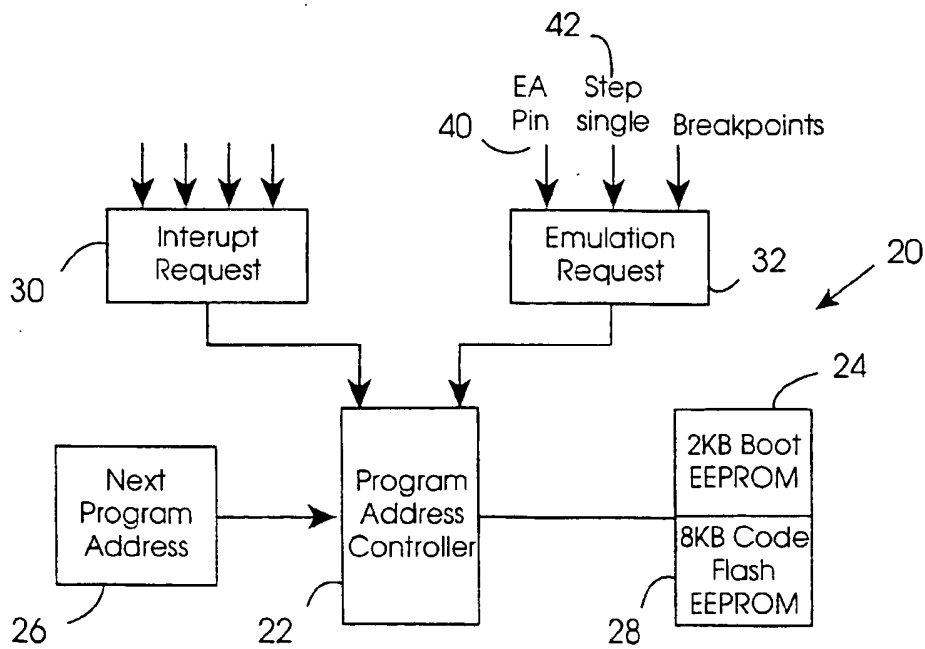 42
EA Pin
Step single
Breakpoints
40
Interupt
Request
30
Emulation
Request
32
20
24
Next
Program
Address
26
Program
Address
Controller
22
2KB Boot
EEPROM
8KB Code
Flash
EEPROM
28